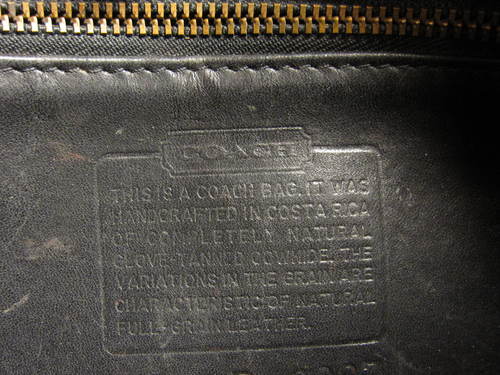 COACH
THIS IS A COACH BAG. IT WAS
HANDCRAFTED IN COSTA RICA
OF COMPLETELY NATURAL
GLOVE-TANNED COWHIDE. THE
VARIATIONS IN THE GRAIN ARE
CHARACTERISTIC OF NATURAL
FULL-GRAIN LEATHER.